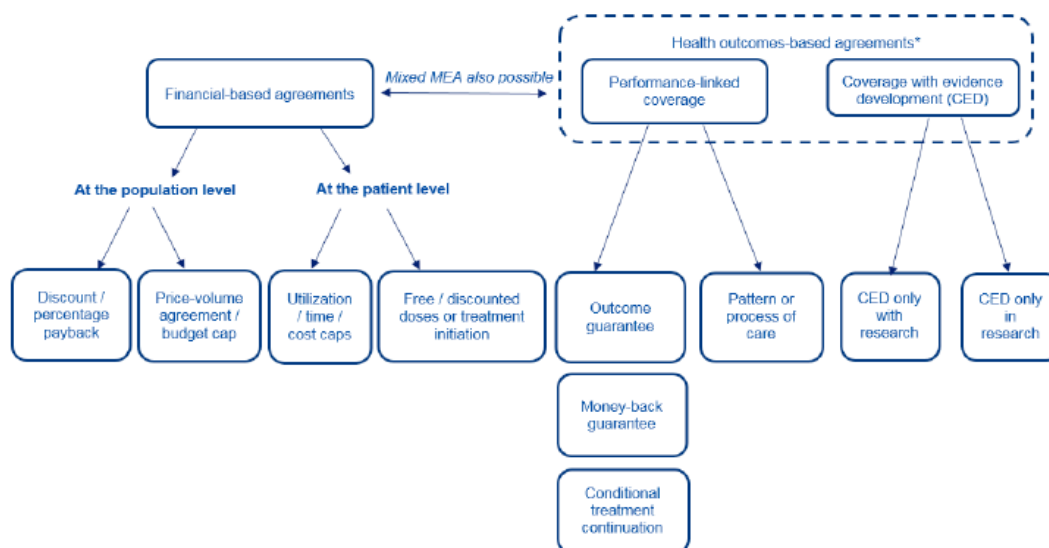 Health outcomes-based agreements*
Mixed MEA also possible
Financial-based agreements
Performance-linked
coverage
Coverage with evidence
development (CED)
At the population level
At the patient level
Discount /
percentage
payback
Price-volume
agreement /
budget cap
Utilization
/ time /
cost caps
Free / discounted
doses or treatment
initiation
Outcome
guarantee
Pattern or
process of
care
CED only
with
research
CED only
in
research
Money-back
guarantee
Conditional
treatment
continuation